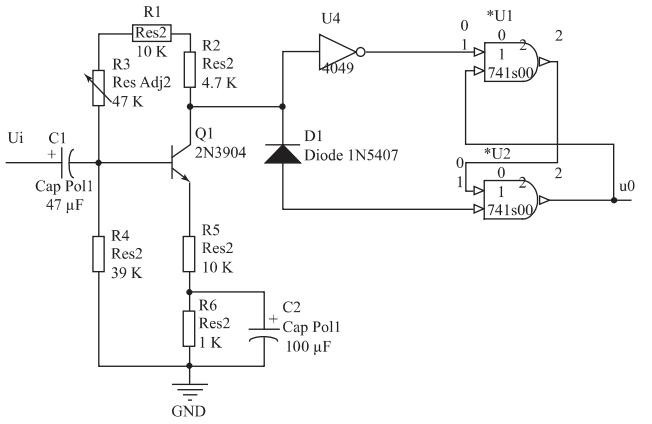 R1
Res2
10 K
R2
Res2
4.7 K
R3
Res Adj2
47 K
U4
4049
0
1
*U1
0
1
2
2
741s00
Ui
C1
+
Cap Pol1
47 μF
Q1
2N3904
D1
Diode 1N5407
0
1
*U2
0
1
2
2
741s00
u0
R4
Res2
39 K
R5
Res2
10 K
R6
Res2
1 K
C2
+
Cap Pol1
100 μF
GND